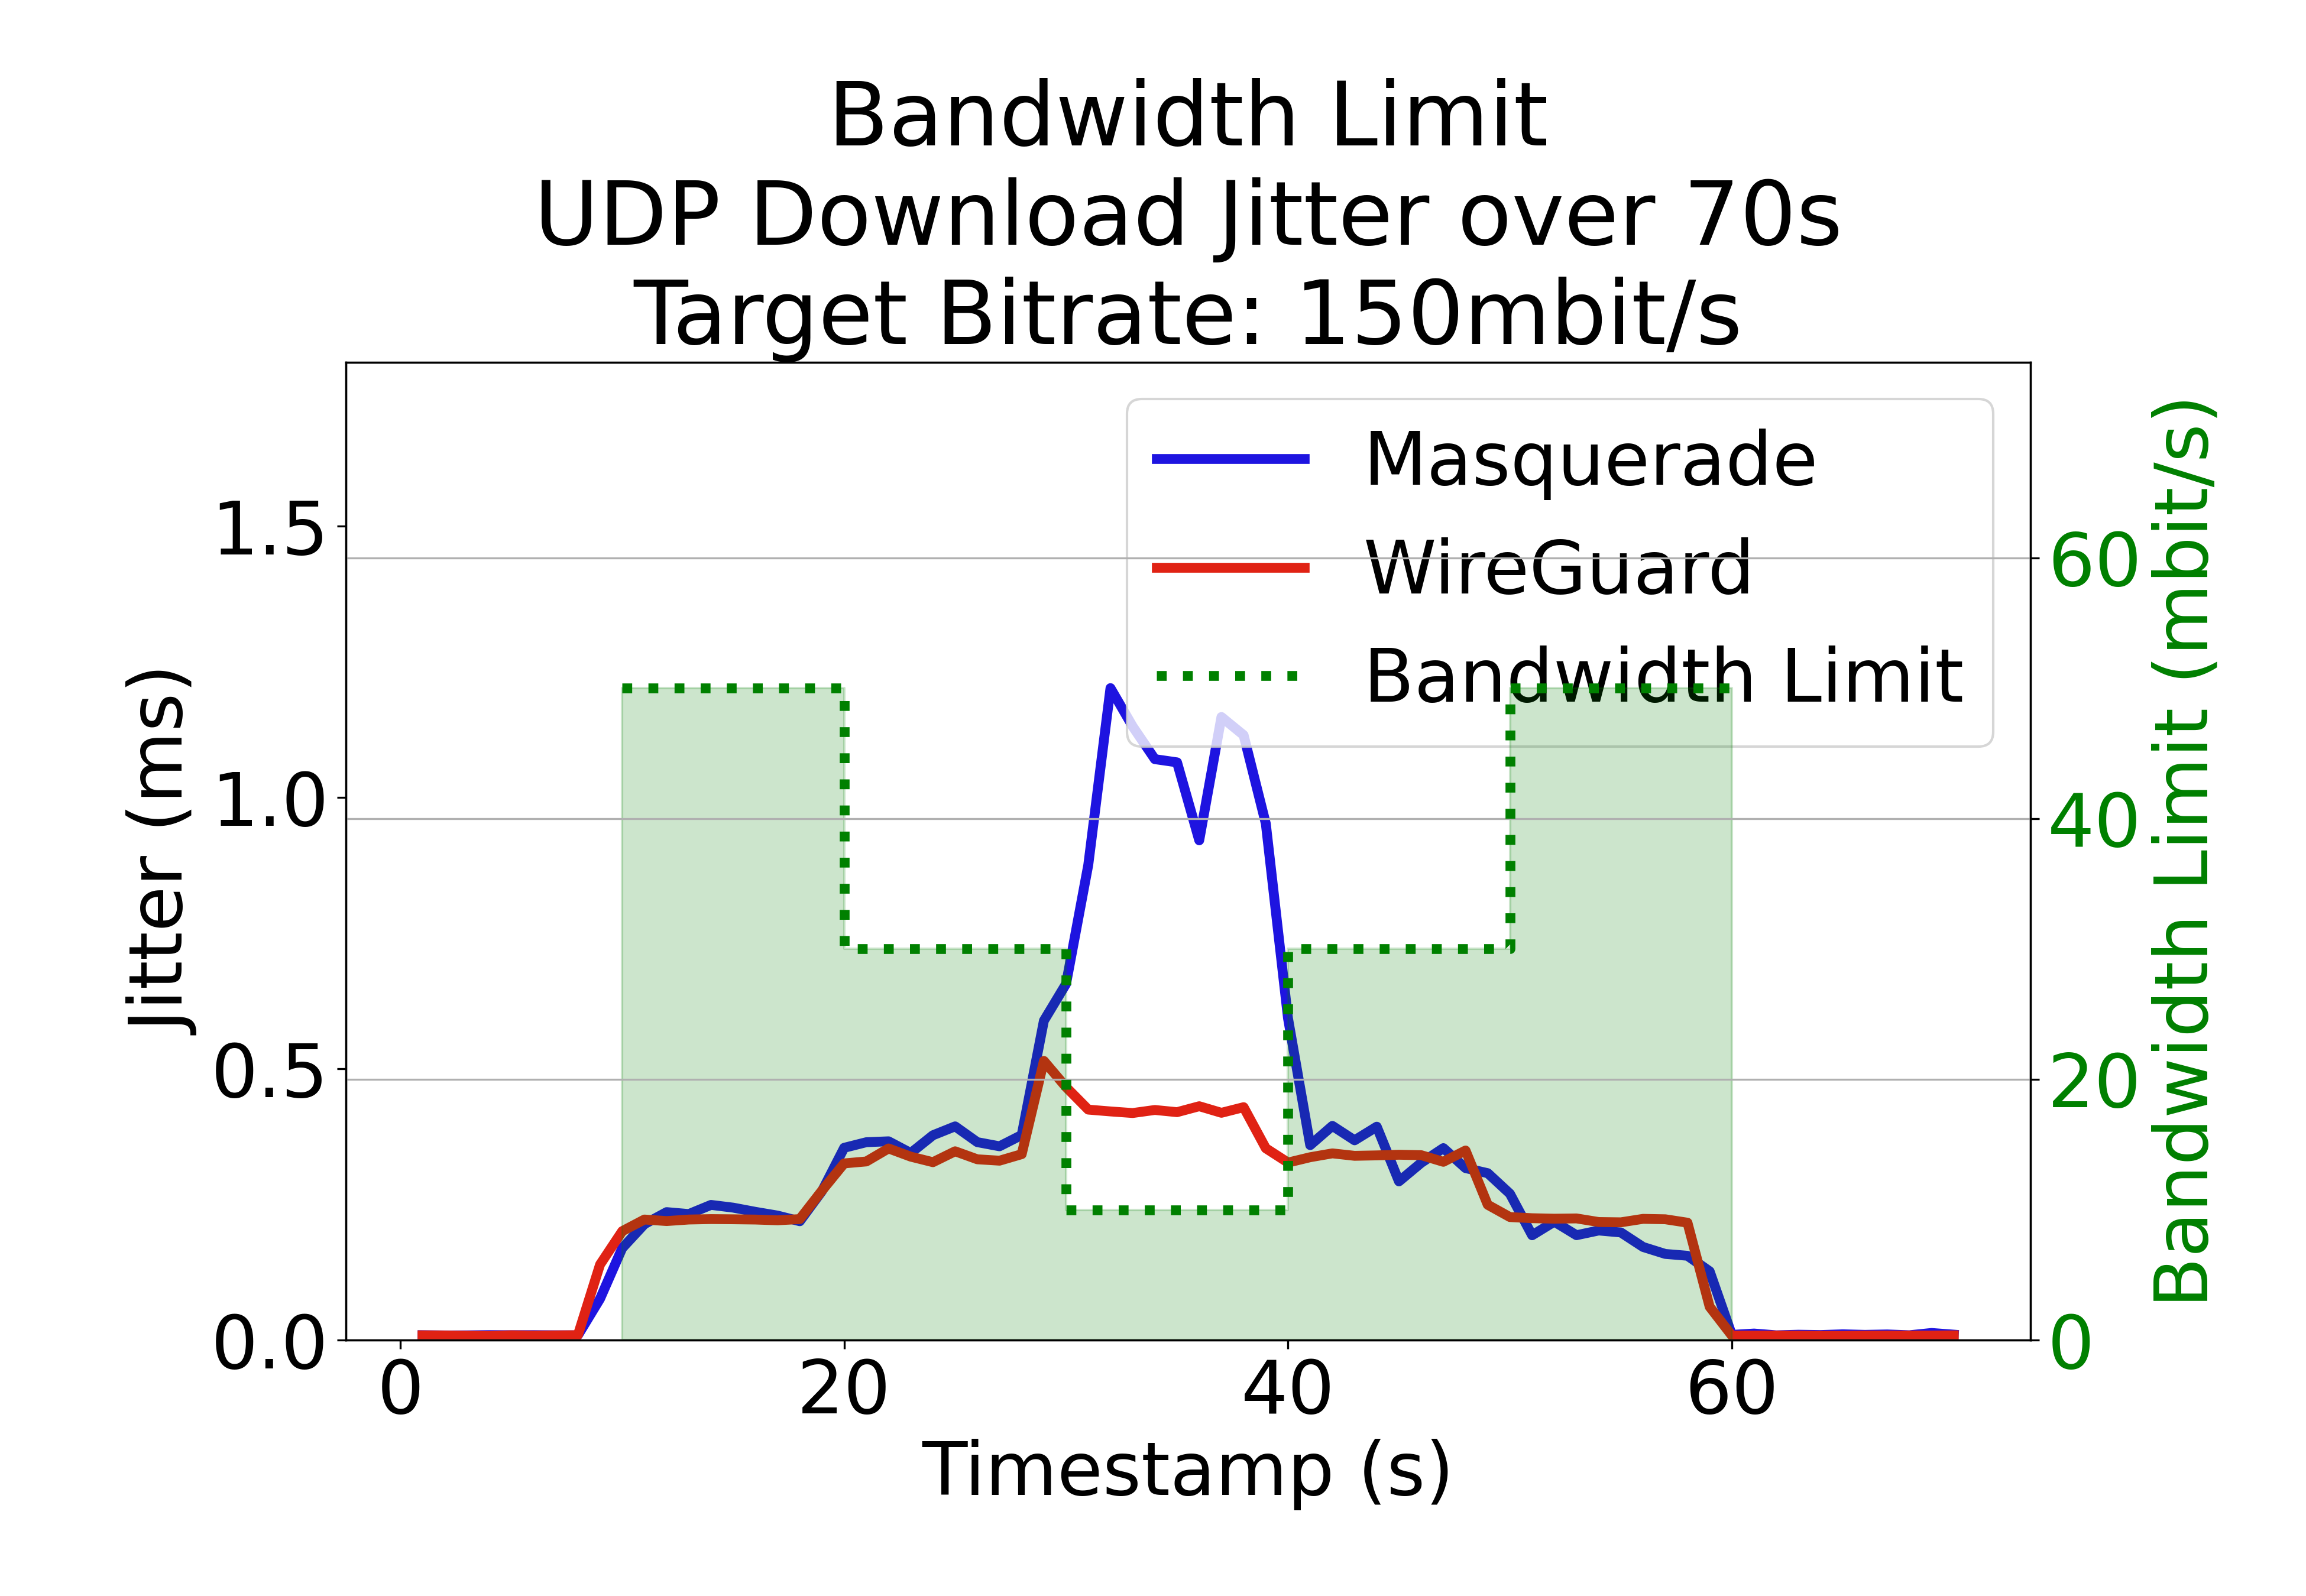 Bandwidth Limit
UDP Download Jitter over 70s
Target Bitrate: 150mbit/s
Masquerade
WireGuard
Bandwidth Limit
Jitter (ms)
1.5
1.0
0.5
0.0
Bandwidth Limit (mbit/s)
60
40
20
0
0 20 40 60
Timestamp (s)